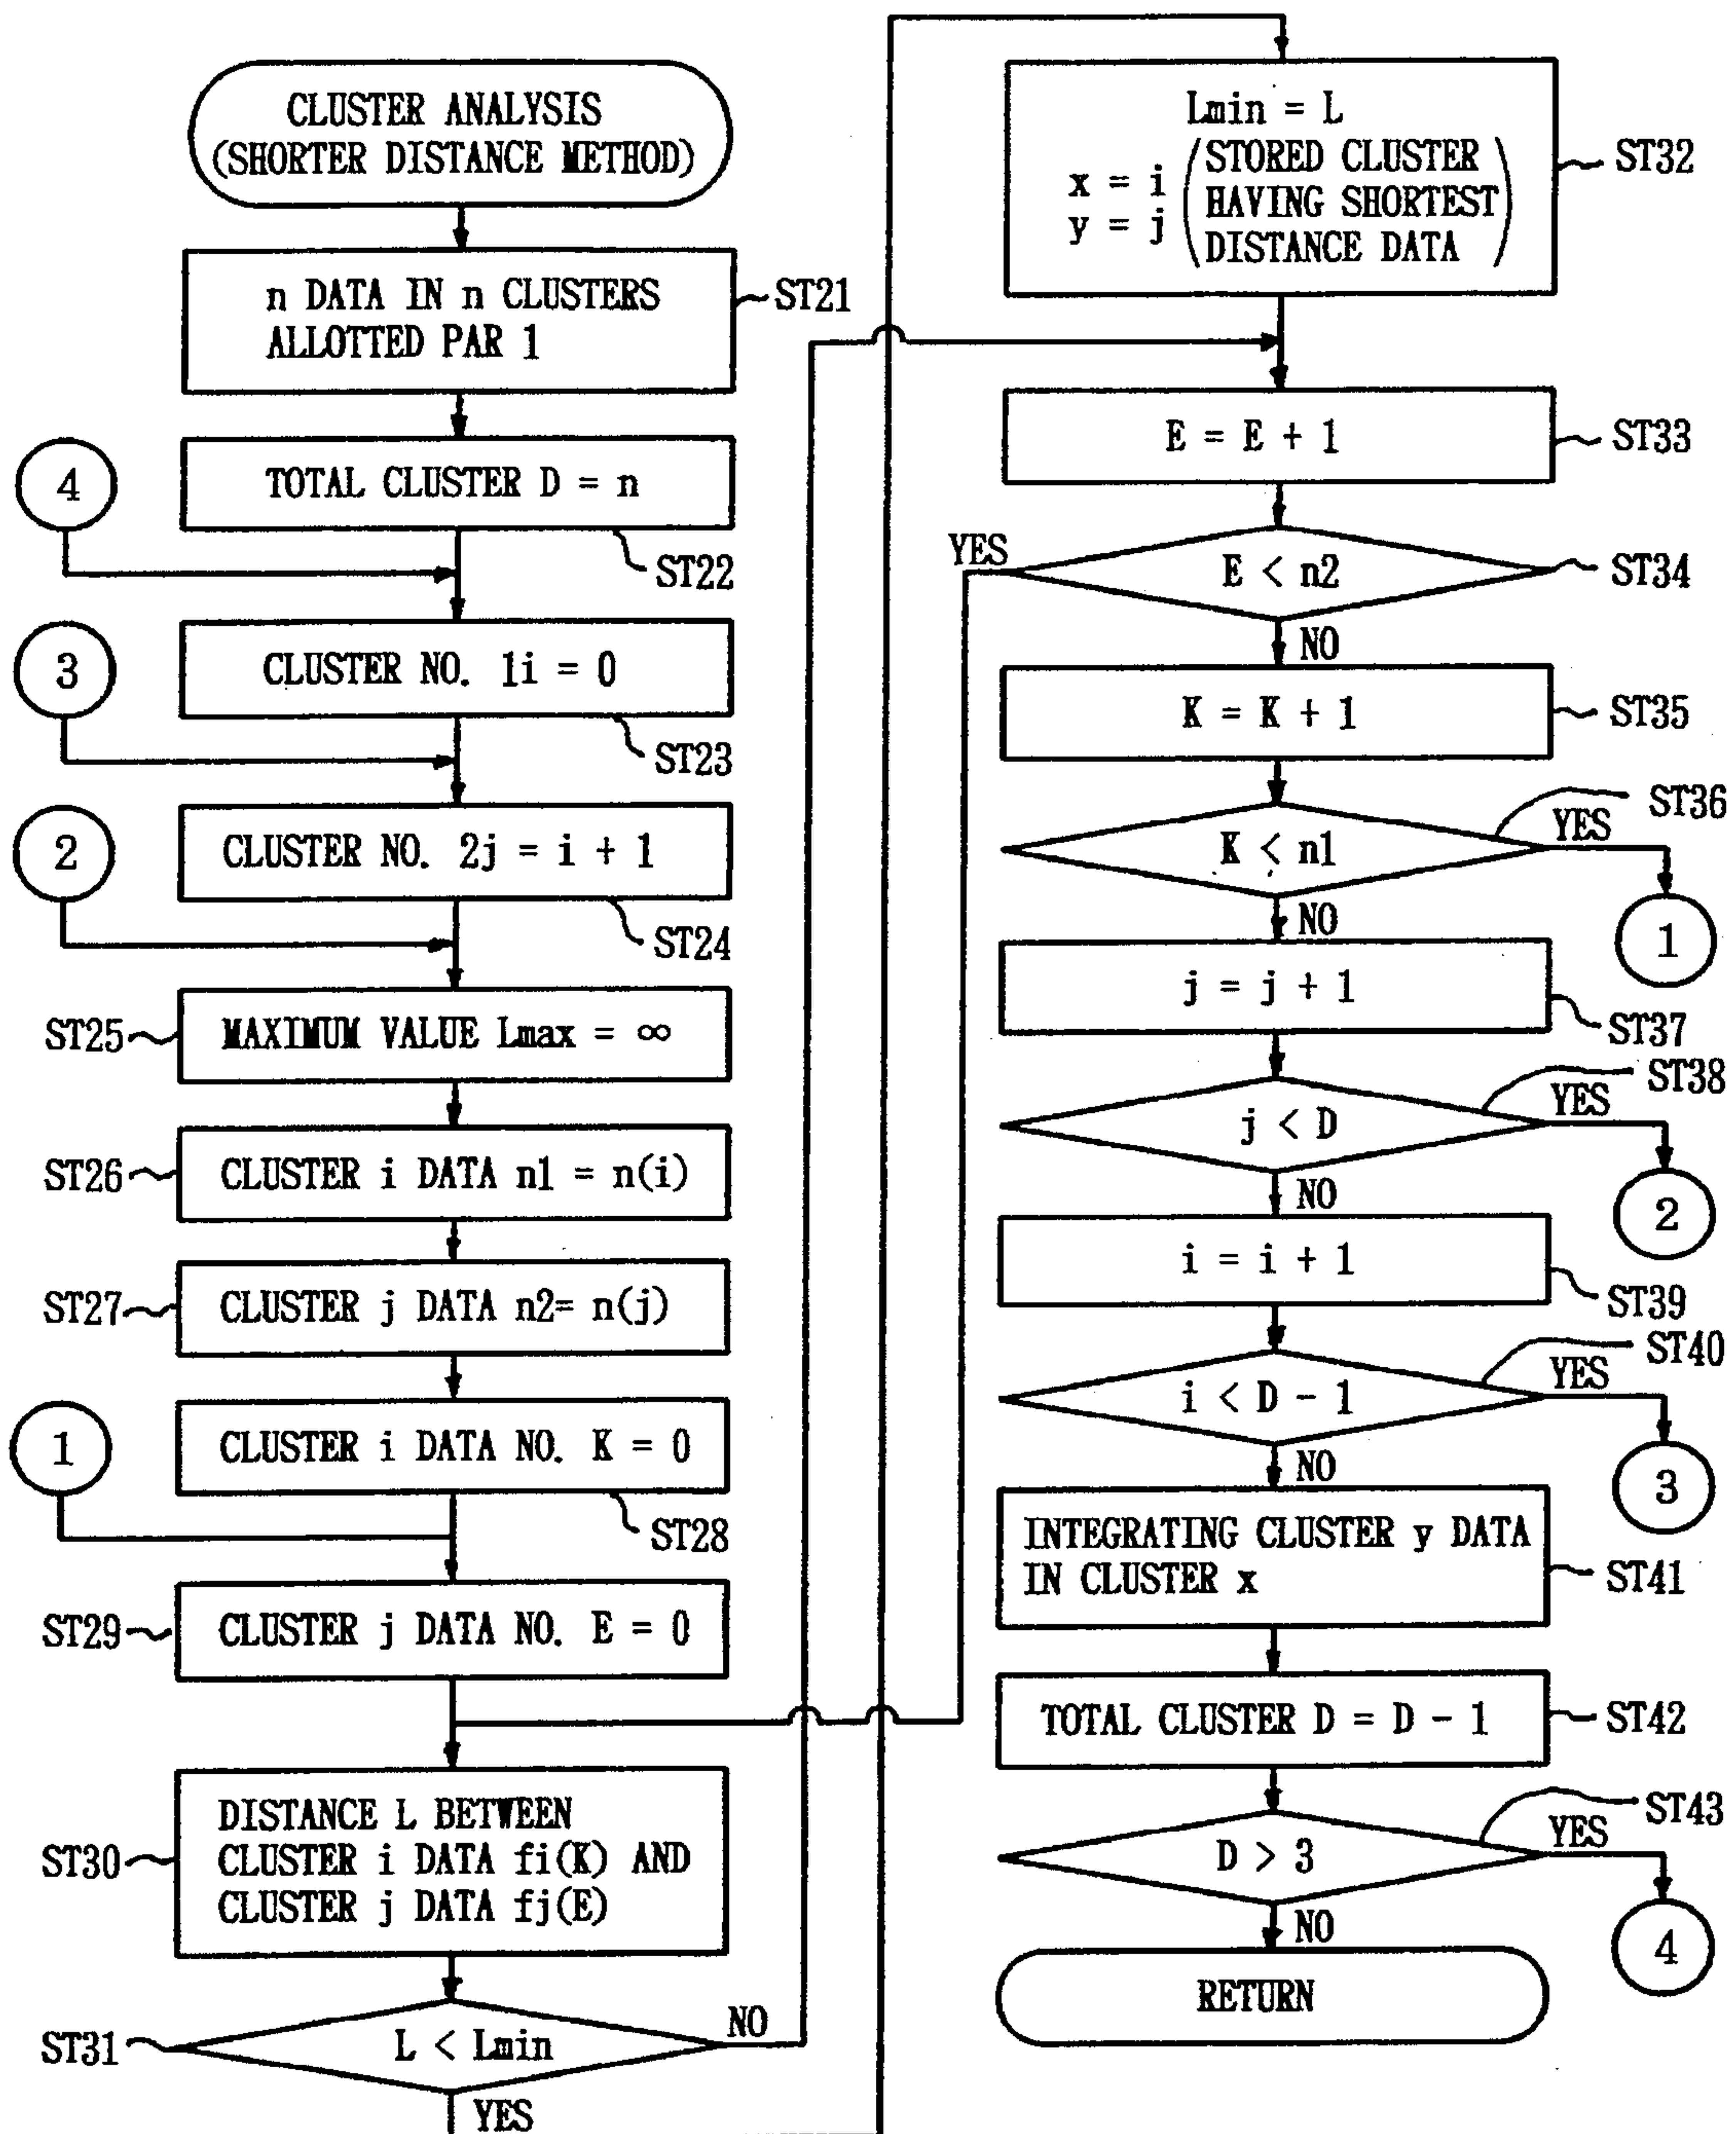 CLUSTER ANALYSIS
(SHORTER DISTANCE METHOD)
n DATA IN n CLUSTERS
ALLOTTED PAR 1
ST21
4
TOTAL CLUSTER D = n
ST22
3
CLUSTER NO. 1i = 0
ST23
2
CLUSTER NO. 2j = i + 1
ST24
ST25
MAXIMUM VALUE Lmax = ∞
ST26
CLUSTER i DATA n1 = n(i)
ST27
CLUSTER j DATA n2= n(j)
1
CLUSTER i DATA NO. K = 0
ST28
ST29
CLUSTER j DATA NO. E = 0
ST30
DISTANCE L BETWEEN
CLUSTER i DATA fi(K) AND
CLUSTER j DATA fj(E)
ST31
L < Lmin
NO
YES
Lmin = L
x = i
y = j
(STORED CLUSTER
HAVING SHORTEST
DISTANCE DATA)
ST32
E = E + 1
ST33
YES
E < n2
ST34
NO
K = K + 1
ST35
ST36
K < n1
YES
NO
1
j = j + 1
ST37
ST38
j < D
YES
NO
2
i = i + 1
ST39
ST40
i < D - 1
YES
NO
3
INTEGRATING CLUSTER y DATA
IN CLUSTER x
ST41
TOTAL CLUSTER D = D - 1
ST42
ST43
D > 3
YES
NO
4
RETURN